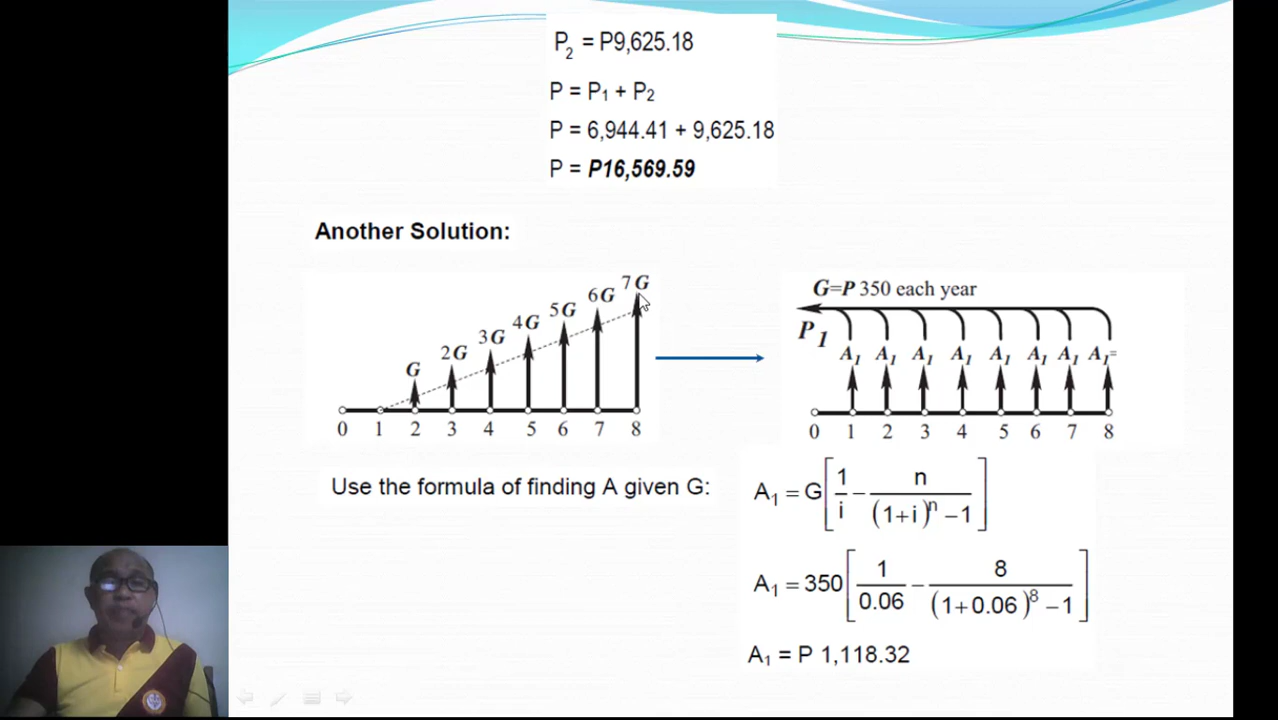 P2 = P9,625.18
P = P1 + P2
P = 6,944.41 + 9,625.18
P = P16,569.59
Another Solution:
G 2G 3G 4G 5G 6G 7G
0 1 2 3 4 5 6 7 8
G=P 350 each year
P1
A1 A1 A1 A1 A1 A1 A1 A1=
0 1 2 3 4 5 6 7 8
Use the formula of finding A given G:
A1 = G[1/i − n/((1+i)^n − 1)]
A1 = 350[1/0.06 − 8/((1+0.06)^8 − 1)]
A1 = P 1,118.32